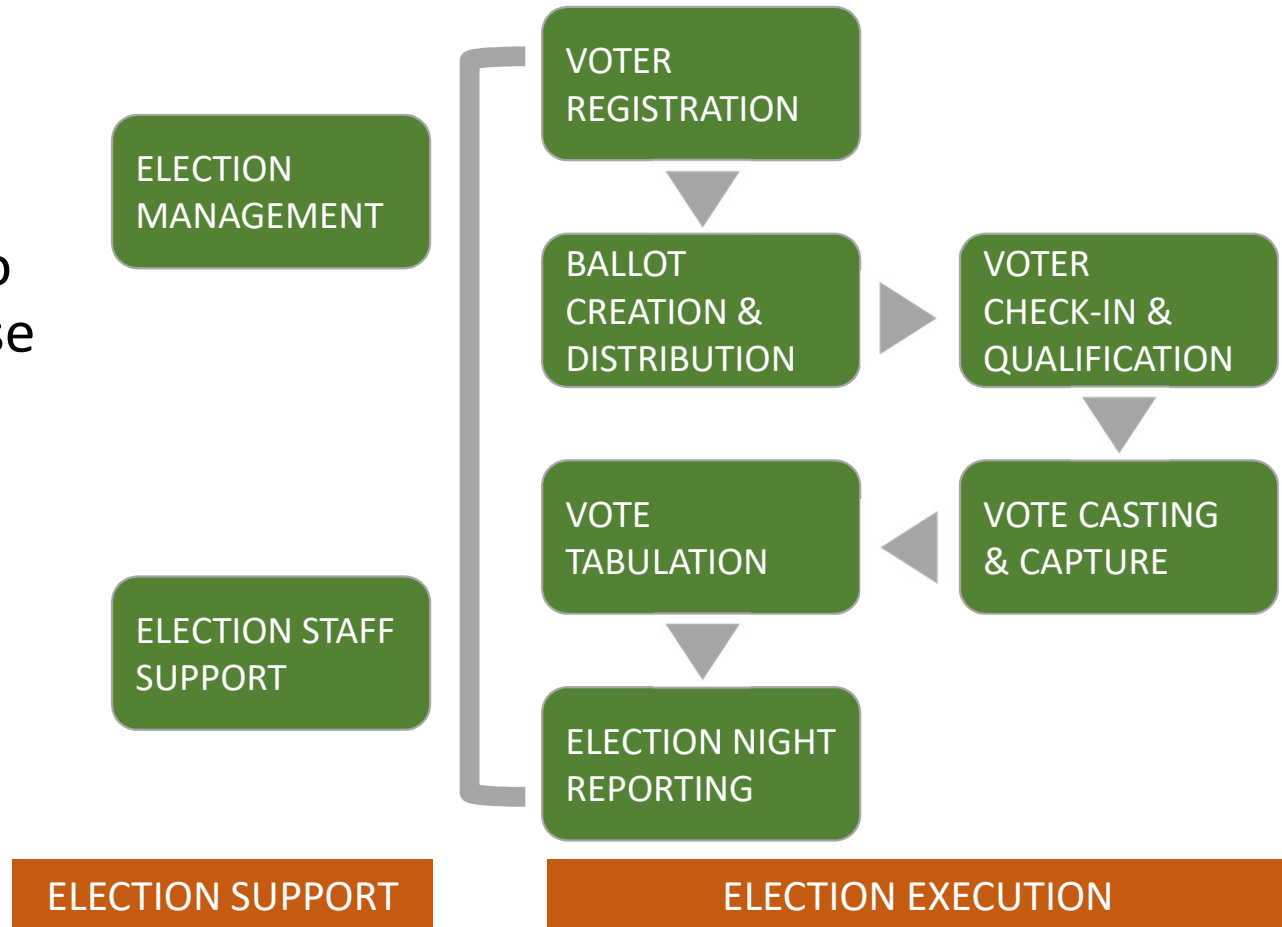 VOTER
REGISTRATION
ELECTION
MANAGEMENT
BALLOT
CREATION &
DISTRIBUTION
VOTER
CHECK-IN &
QUALIFICATION
VOTE
TABULATION
VOTE CASTING
& CAPTURE
ELECTION STAFF
SUPPORT
ELECTION NIGHT
REPORTING
ELECTION SUPPORT
ELECTION EXECUTION